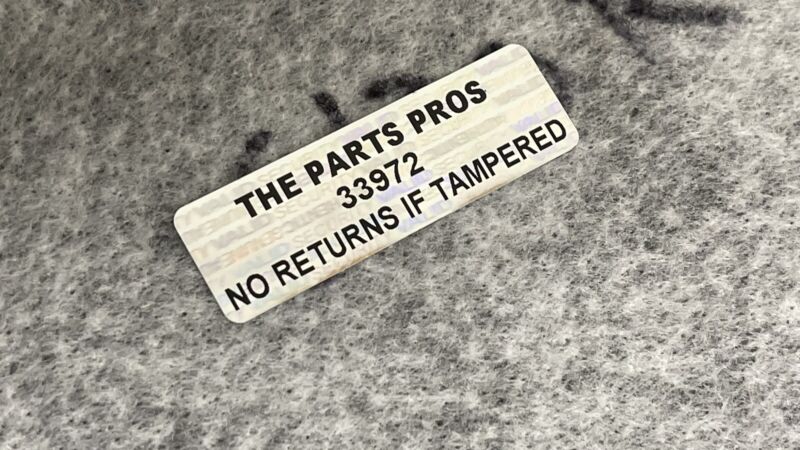 THE PARTS PROS
33972
NO RETURNS IF TAMPERED